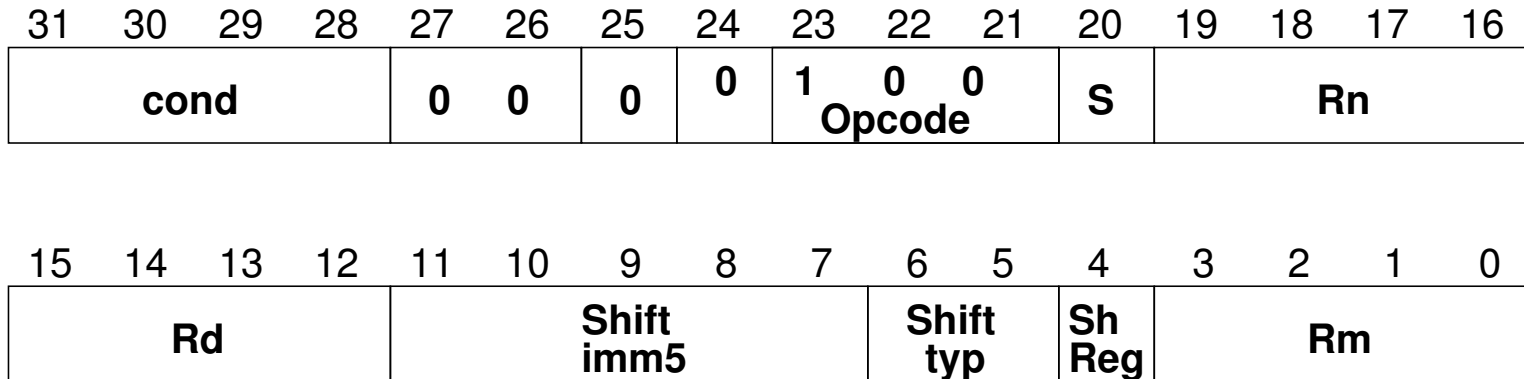 31 30 29 28 27 26 25 24 23 22 21 20 19 18 17 16
cond 0 0 0 0 1 0 0 S Rn
Opcode
15 14 13 12 11 10 9 8 7 6 5 4 3 2 1 0
Rd Shift Shift Sh Rm
imm5 typ Reg